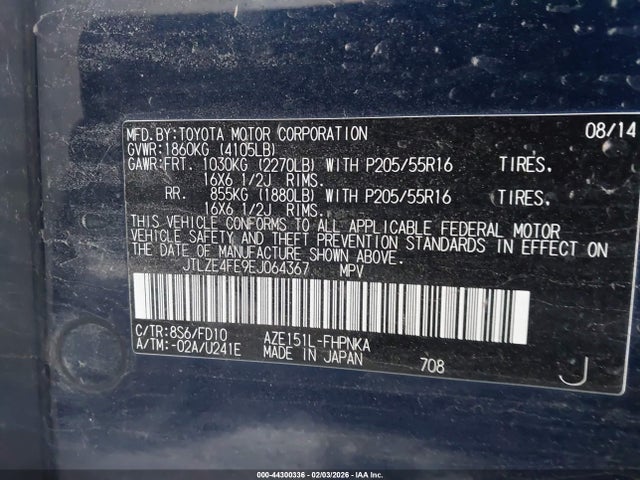 MFD.BY:TOYOTA MOTOR CORPORATION 08/14
GVWR:1860KG (4105LB)
GAWR:FRT. 1030KG (2270LB) WITH P205/55R16 TIRES,
16X6 1/2J RIMS.
RR. 855KG (1880LB) WITH P205/55R16 TIRES,
16X6 1/2J RIMS.
THIS VEHICLE CONFORMS TO ALL APPLICABLE FEDERAL MOTOR
VEHICLE SAFETY AND THEFT PREVENTION STANDARDS IN EFFECT ON
THE DATE OF MANUFACTURE SHOWN ABOVE.
JTLZE4FE9EJ064367 MPV
C/TR:8S6/FD10 AZE151L-FHPNKA
A/TM:-02A/U241E MADE IN JAPAN 708 J
000-44300336 - 02/03/2026 - IAA Inc.